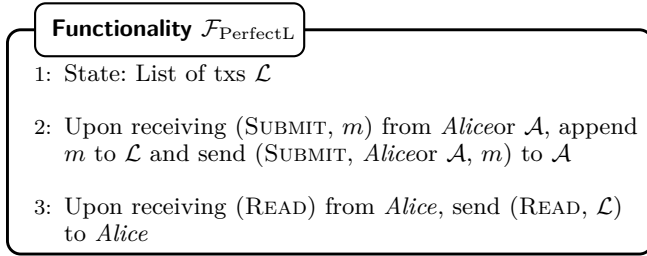 Functionality 𝓕PerfectL
1: State: List of txs 𝓛
2: Upon receiving (SUBMIT, m) from Aliceor 𝓐, append
m to 𝓛 and send (SUBMIT, Aliceor 𝓐, m) to 𝓐
3: Upon receiving (READ) from Alice, send (READ, 𝓛)
to Alice